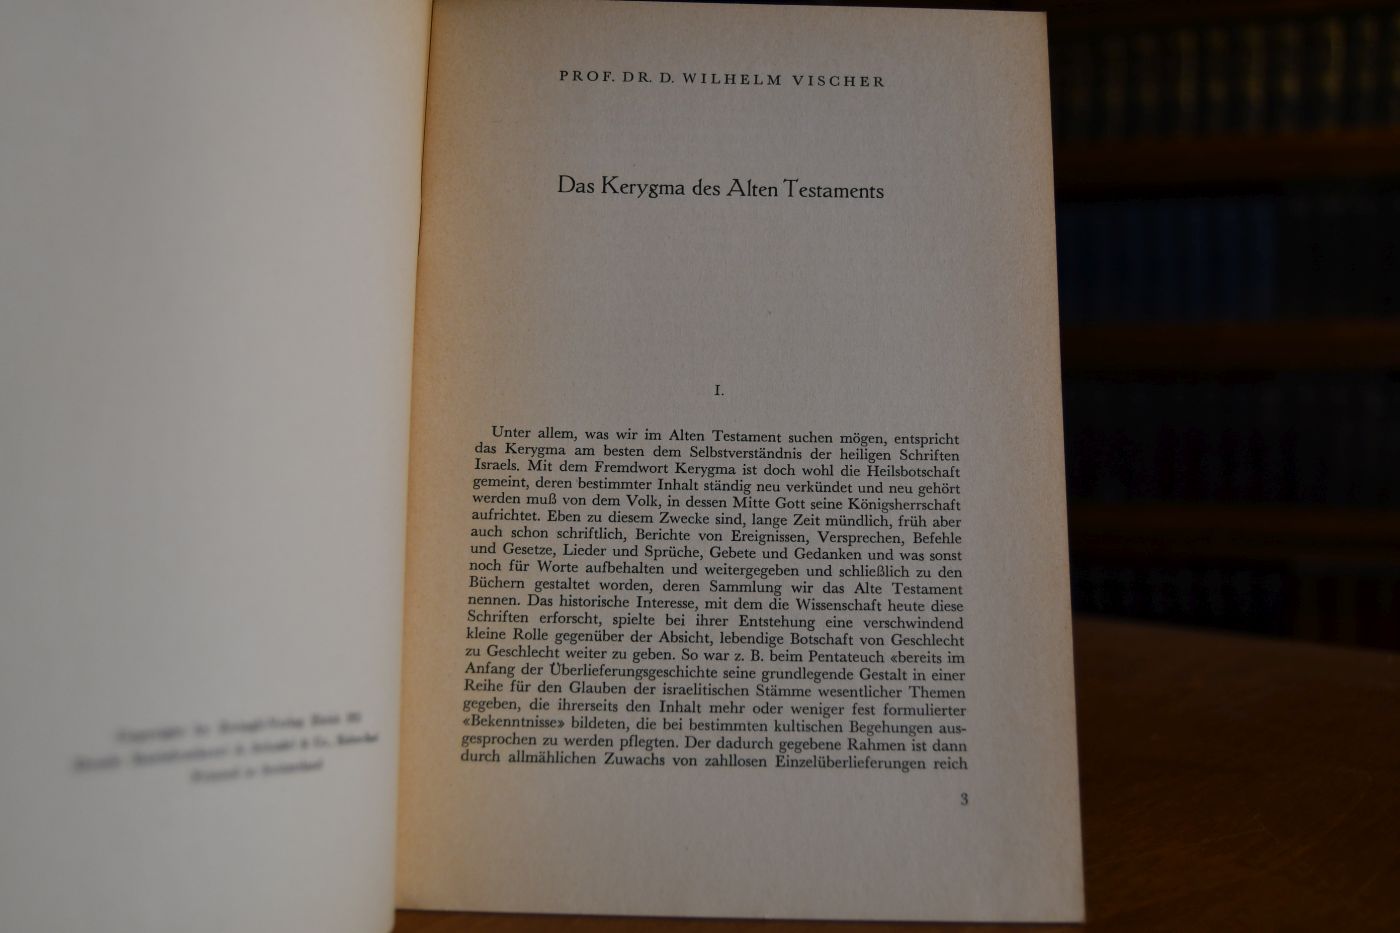 PROF. DR. D. WILHELM VISCHER
Das Kerygma des Alten Testaments
I.
Unter allem, was wir im Alten Testament suchen mögen, entspricht
das Kerygma am besten dem Selbstverständnis der heiligen Schriften
Israels. Mit dem Fremdwort Kerygma ist doch wohl die Heilsbotschaft
gemeint, deren bestimmter Inhalt ständig neu verkündet und neu gehört
werden muß von dem Volk, in dessen Mitte Gott seine Königsherrschaft
aufrichtet. Eben zu diesem Zwecke sind, lange Zeit mündlich, früh aber
auch schon schriftlich, Berichte von Ereignissen, Versprechen, Befehle
und Gesetze, Lieder und Sprüche, Gebete und Gedanken und was sonst
noch für Worte aufbehalten und weitergegeben und schließlich zu den
Büchern gestaltet worden, deren Sammlung wir das Alte Testament
nennen. Das historische Interesse, mit dem die Wissenschaft heute diese
Schriften erforscht, spielte bei ihrer Entstehung eine verschwindend
kleine Rolle gegenüber der Absicht, lebendige Botschaft von Geschlecht
zu Geschlecht weiter zu geben. So war z. B. beim Pentateuch «bereits im
Anfang der Überlieferungsgeschichte seine grundlegende Gestalt in einer
Reihe für den Glauben der israelitischen Stämme wesentlicher Themen
gegeben, die ihrerseits den Inhalt mehr oder weniger fest formulierter
«Bekenntnisse» bildeten, die bei bestimmten kultischen Begehungen aus-
gesprochen zu werden pflegten. Der dadurch gegebene Rahmen ist dann
durch allmählichen Zuwachs von zahllosen Einzelüberlieferungen reich
3